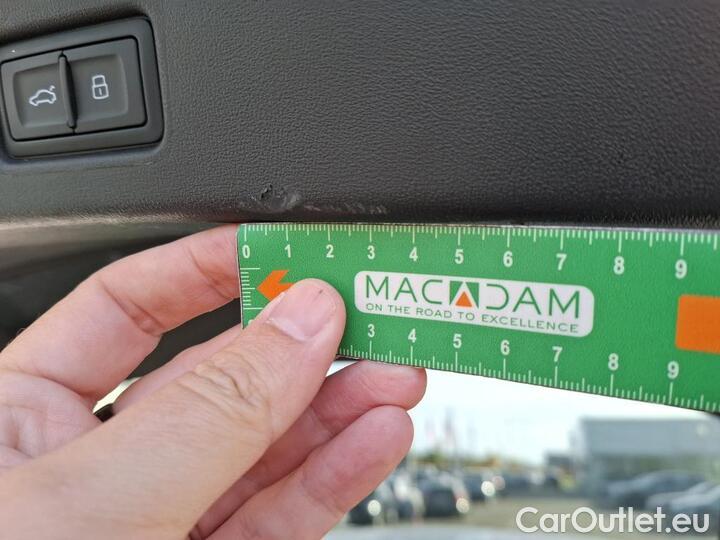 0 1 2 3 4 5 6 7 8 9
MACADAM
ON THE ROAD TO EXCELLENCE
3 4 5 6 7 8 9
CarOutlet.eu